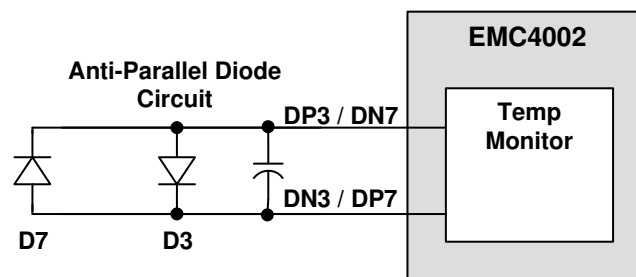 EMC4002
Anti-Parallel Diode
Circuit
DP3 / DN7
Temp
Monitor
DN3 / DP7
D7
D3